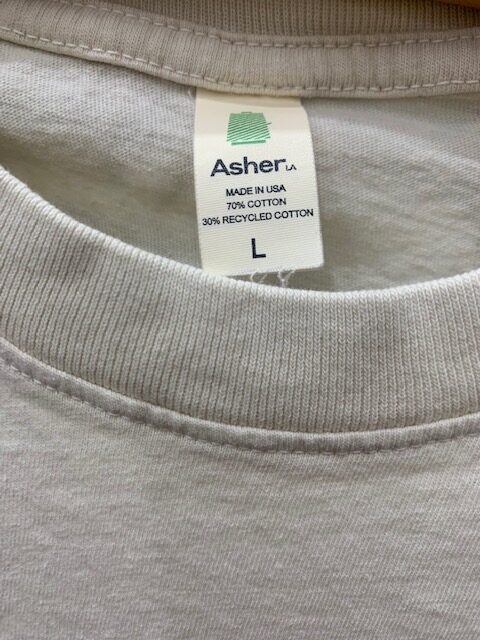 Asher LA
MADE IN USA
70% COTTON
30% RECYCLED COTTON
L